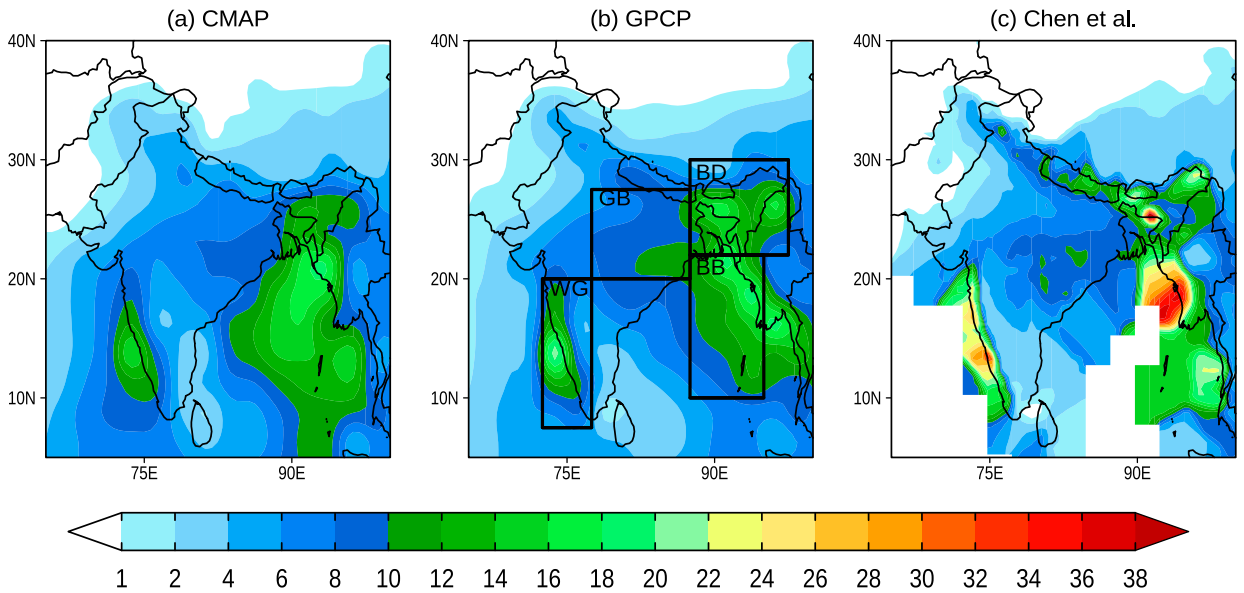 (a) CMAP (b) GPCP (c) Chen et al.
40N 40N 40N
30N 30N 30N
BD
GB
20N 20N 20N
BB
WG
10N 10N 10N
75E 90E 75E 90E 75E 90E
1 2 4 6 8 10 12 14 16 18 20 22 24 26 28 30 32 34 36 38